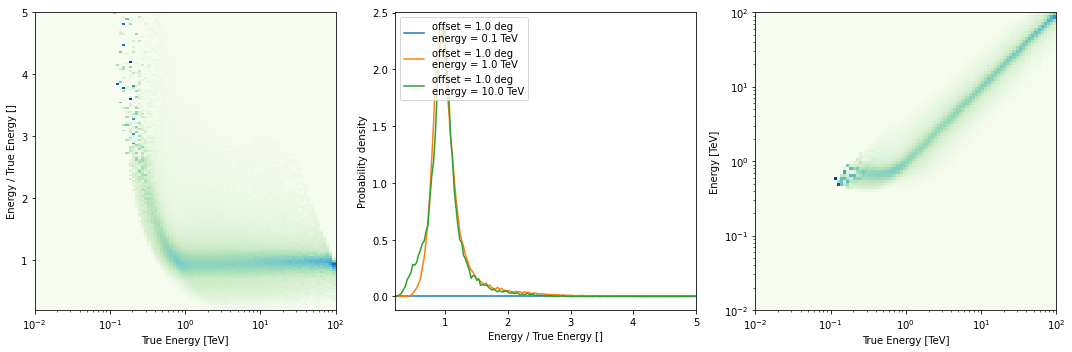 5
4
3
2
1
Energy / True Energy []
10⁻²
10⁻¹
10⁰
10¹
10²
True Energy [TeV]
2.5
2.0
1.5
1.0
0.5
0.0
Probability density
offset = 1.0 deg
energy = 0.1 TeV
offset = 1.0 deg
energy = 1.0 TeV
offset = 1.0 deg
energy = 10.0 TeV
1
2
3
4
5
Energy / True Energy []
10²
10¹
10⁰
10⁻¹
10⁻²
Energy [TeV]
10⁻²
10⁻¹
10⁰
10¹
10²
True Energy [TeV]